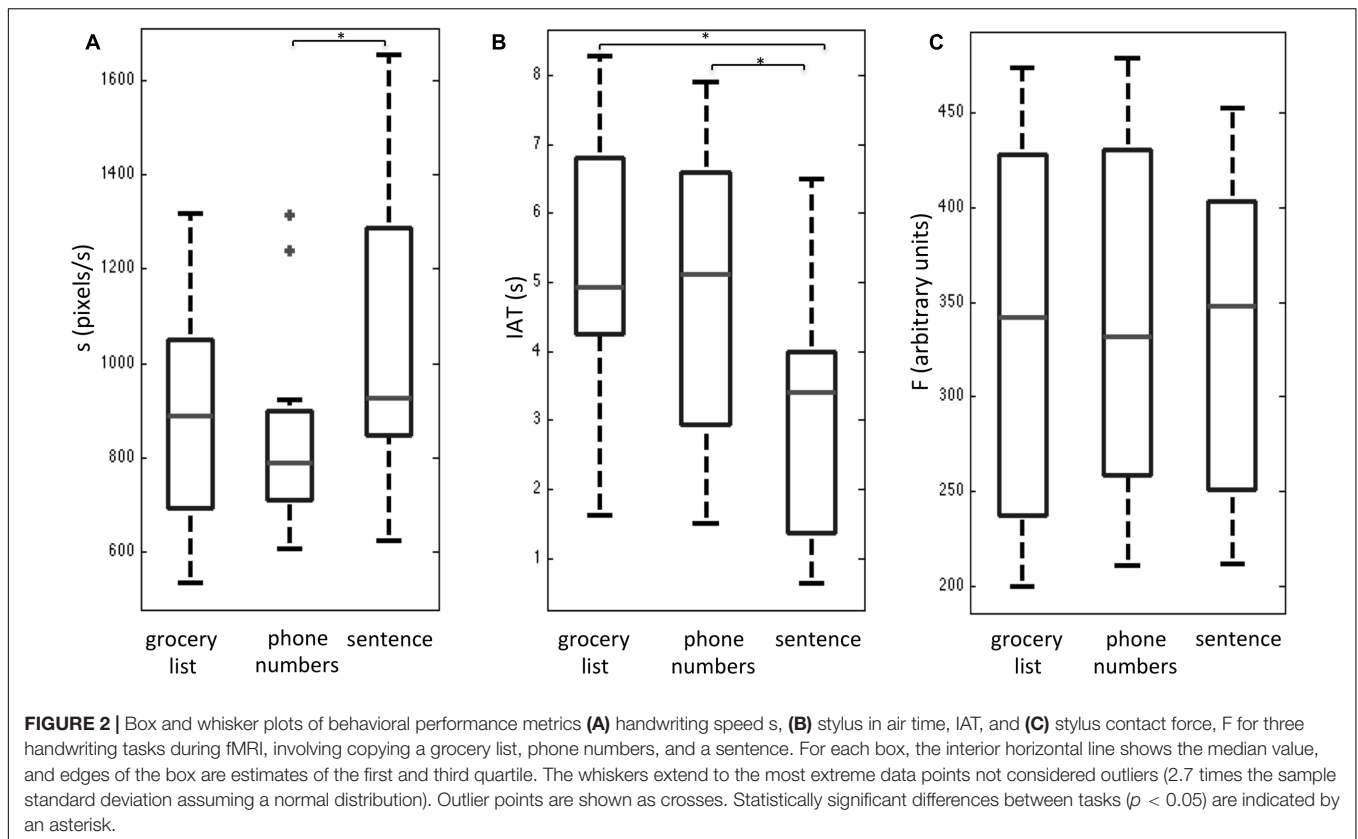 A
*
1600
1400
1200
1000
800
600
s (pixels/s)
grocery list
phone numbers
sentence
B
*
*
8
7
6
5
4
3
2
1
IAT (s)
grocery list
phone numbers
sentence
C
450
400
350
300
250
200
F (arbitrary units)
grocery list
phone numbers
sentence
FIGURE 2 | Box and whisker plots of behavioral performance metrics (A) handwriting speed s, (B) stylus in air time, IAT, and (C) stylus contact force, F for three
handwriting tasks during fMRI, involving copying a grocery list, phone numbers, and a sentence. For each box, the interior horizontal line shows the median value,
and edges of the box are estimates of the first and third quartile. The whiskers extend to the most extreme data points not considered outliers (2.7 times the sample
standard deviation assuming a normal distribution). Outlier points are shown as crosses. Statistically significant differences between tasks (p < 0.05) are indicated by
an asterisk.